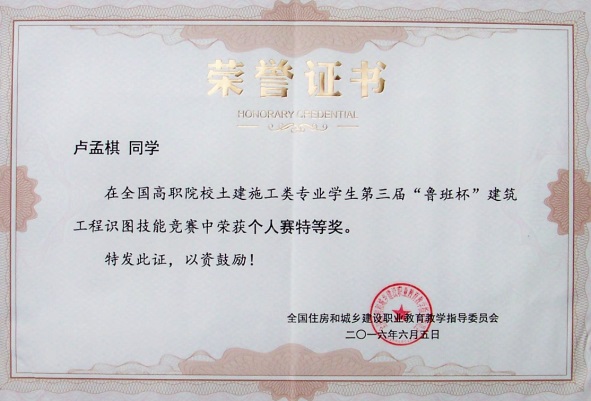 荣誉证书
HONORARY CREDENTIAL
卢孟棋 同学
在全国高职院校土建施工类专业学生第三届“鲁班杯”建筑
工程识图技能竞赛中荣获个人赛特等奖。
特发此证，以资鼓励！
全国住房和城乡建设职业教育教学指导委员会
二〇一六年六月五日